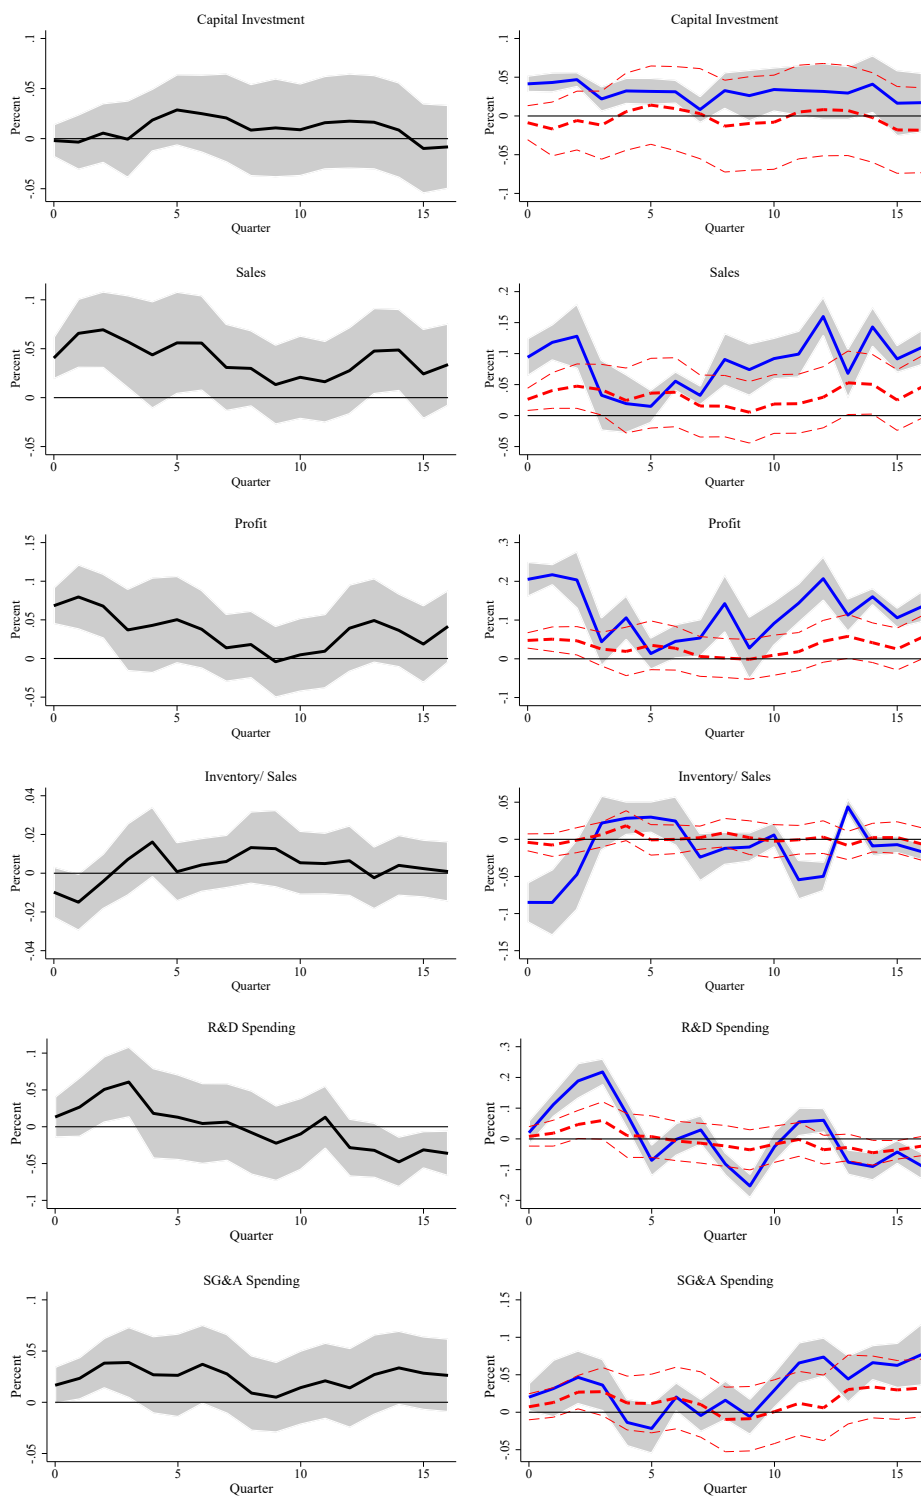 Capital Investment
Percent
.1
.05
0
-.05
0
5
10
15
Quarter
Capital Investment
Percent
.1
.05
0
-.05
-.1
0
5
10
15
Quarter
Sales
Percent
.1
.05
0
-.05
0
5
10
15
Quarter
Sales
Percent
.2
.15
.1
.05
0
-.05
0
5
10
15
Quarter
Profit
Percent
.15
.1
.05
0
-.05
0
5
10
15
Quarter
Profit
Percent
.3
.2
.1
0
-.1
0
5
10
15
Quarter
Inventory/ Sales
Percent
.04
.02
0
-.02
-.04
0
5
10
15
Quarter
Inventory/ Sales
Percent
.05
0
-.05
-.1
-.15
0
5
10
15
Quarter
R&D Spending
Percent
.1
.05
0
-.05
-.1
0
5
10
15
Quarter
R&D Spending
Percent
.3
.2
.1
0
-.1
-.2
0
5
10
15
Quarter
SG&A Spending
Percent
.1
.05
0
-.05
0
5
10
15
Quarter
SG&A Spending
Percent
.15
.1
.05
0
-.05
0
5
10
15
Quarter